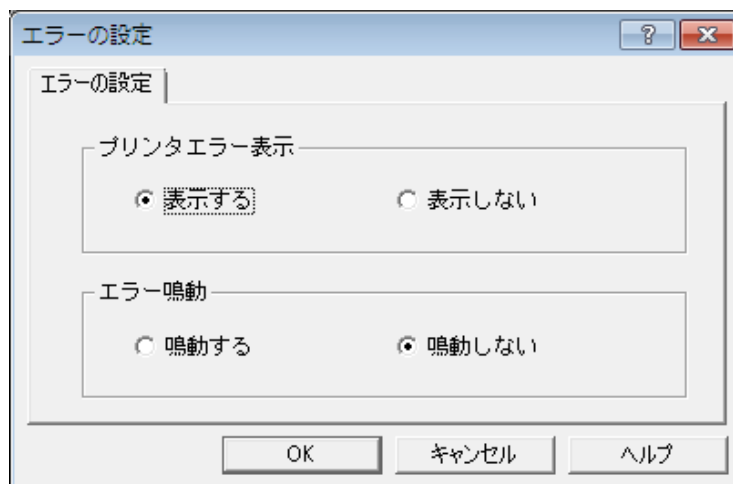 エラーの設定
エラーの設定
プリンタエラー表示
表示する 表示しない
エラー鳴動
鳴動する 鳴動しない
OK キャンセル ヘルプ